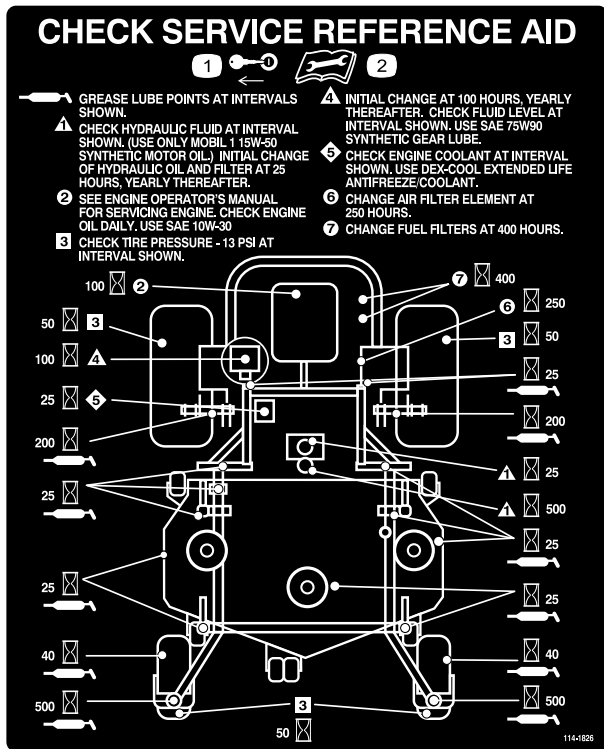 CHECK SERVICE REFERENCE AID
1 2
GREASE LUBE POINTS AT INTERVALS
SHOWN.
1 CHECK HYDRAULIC FLUID AT INTERVAL
SHOWN. (USE ONLY MOBIL 1 15W-50
SYNTHETIC MOTOR OIL.) INITIAL CHANGE
OF HYDRAULIC OIL AND FILTER AT 25
HOURS, YEARLY THEREAFTER.
2 SEE ENGINE OPERATOR'S MANUAL
FOR SERVICING ENGINE. CHECK ENGINE
OIL DAILY. USE SAE 10W-30
3 CHECK TIRE PRESSURE - 13 PSI AT
INTERVAL SHOWN.
4 INITIAL CHANGE AT 100 HOURS, YEARLY
THEREAFTER. CHECK FLUID LEVEL AT
INTERVAL SHOWN. USE SAE 75W90
SYNTHETIC GEAR LUBE.
5 CHECK ENGINE COOLANT AT INTERVAL
SHOWN. USE DEX-COOL EXTENDED LIFE
ANTIFREEZE/COOLANT.
6 CHANGE AIR FILTER ELEMENT AT
250 HOURS.
7 CHANGE FUEL FILTERS AT 400 HOURS.
100 2
50 3
100 4
25 5
200
25
25
40
500
7 400
6 250
3 50
25
200
1 25
1 500
25
25
40
500
3
50
114-1826